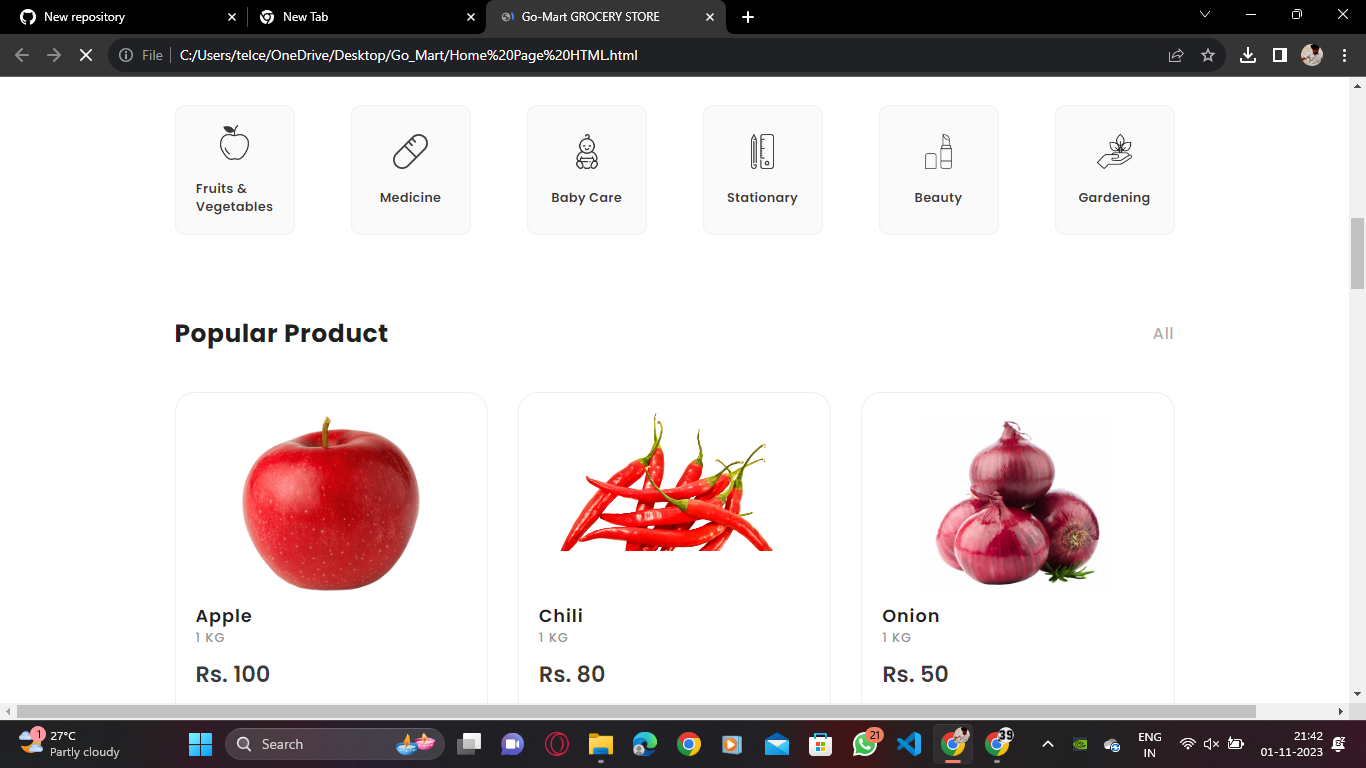 New repository
New Tab
Go-Mart GROCERY STORE
File
C:/Users/telce/OneDrive/Desktop/Go_Mart/Home%20Page%20HTML.html
Fruits &
Vegetables
Medicine
Baby Care
Stationary
Beauty
Gardening
Popular Product
All
Apple
1 KG
Rs. 100
Chili
1 KG
Rs. 80
Onion
1 KG
Rs. 50
1
27°C
Partly cloudy
Search
21
39
ENG
IN
21:42
01-11-2023